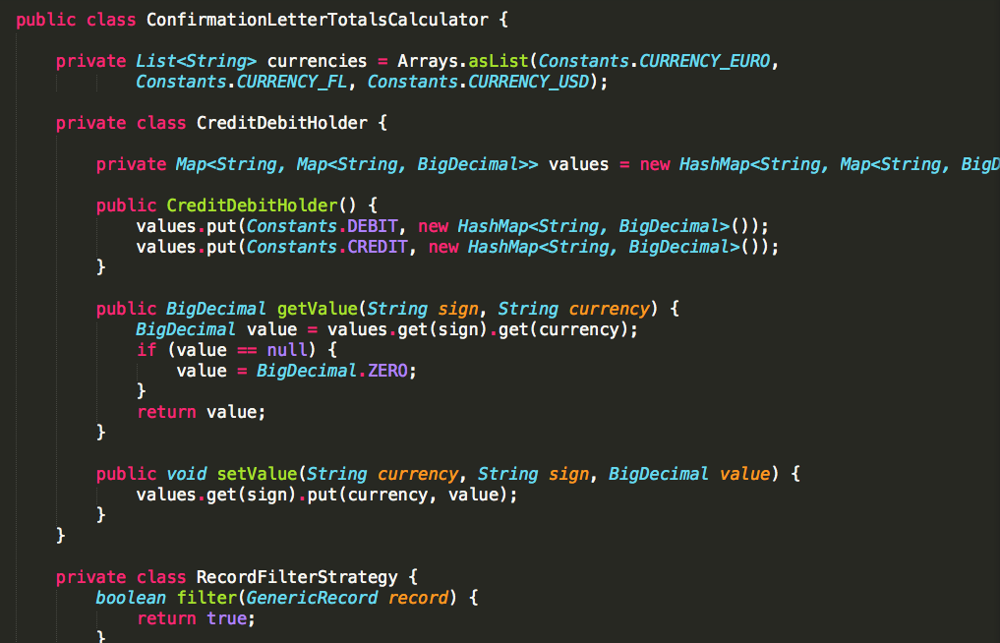 public class ConfirmationLetterTotalsCalculator {
private List<String> currencies = Arrays.asList(Constants.CURRENCY_EURO,
Constants.CURRENCY_FL, Constants.CURRENCY_USD);
private class CreditDebitHolder {
private Map<String, Map<String, BigDecimal>> values = new HashMap<String, Map<String, BigD
public CreditDebitHolder() {
values.put(Constants.DEBIT, new HashMap<String, BigDecimal>());
values.put(Constants.CREDIT, new HashMap<String, BigDecimal>());
}
public BigDecimal getValue(String sign, String currency) {
BigDecimal value = values.get(sign).get(currency);
if (value == null) {
value = BigDecimal.ZERO;
}
return value;
}
public void setValue(String currency, String sign, BigDecimal value) {
values.get(sign).put(currency, value);
}
}
private class RecordFilterStrategy {
boolean filter(GenericRecord record) {
return true;
}